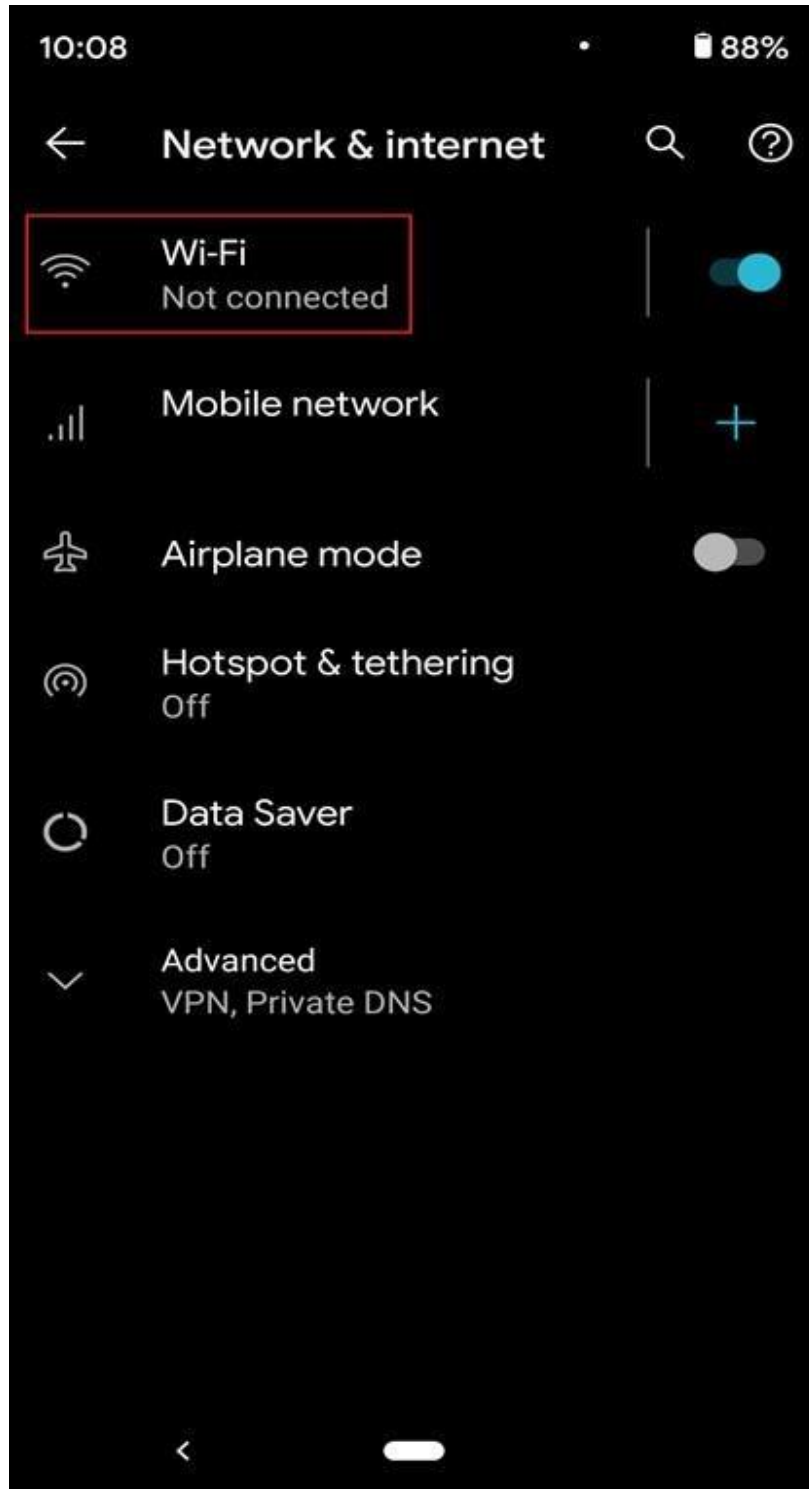 10:08
88%
Network & internet
Wi-Fi
Not connected
Mobile network
Airplane mode
Hotspot & tethering
Off
Data Saver
Off
Advanced
VPN, Private DNS